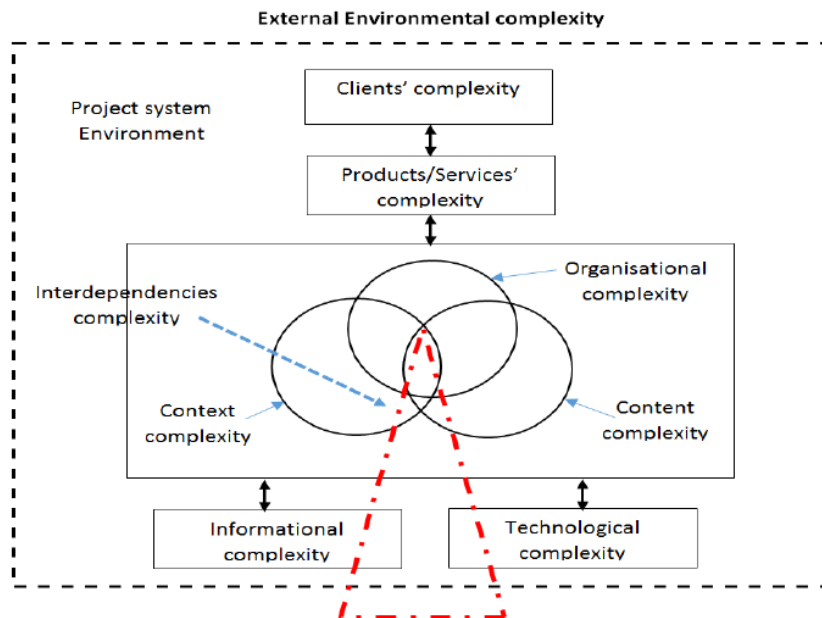 External Environmental complexity
Project system
Environment
Clients’ complexity
Products/Services’
complexity
Organisational
complexity
Interdependencies
complexity
Context
complexity
Content
complexity
Informational
complexity
Technological
complexity